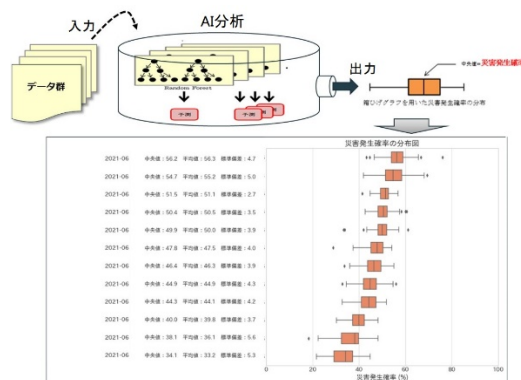 入力
AI分析
データ群
Random Forest
予測
予測
出力
中央値=災害発生確率
箱ひげグラフを用いた災害発生確率の分布
災害発生確率の分布図
2021-06 中央値:56.2 平均値:56.3 標準偏差:4.7
2021-06 中央値:54.7 平均値:55.2 標準偏差:5.0
2021-06 中央値:51.5 平均値:51.1 標準偏差:2.7
2021-06 中央値:50.4 平均値:50.5 標準偏差:3.5
2021-06 中央値:49.9 平均値:50.0 標準偏差:3.9
2021-06 中央値:47.8 平均値:47.5 標準偏差:4.0
2021-06 中央値:46.4 平均値:46.3 標準偏差:3.9
2021-06 中央値:44.9 平均値:44.9 標準偏差:4.3
2021-06 中央値:44.3 平均値:44.1 標準偏差:4.2
2021-06 中央値:40.0 平均値:39.8 標準偏差:3.7
2021-06 中央値:38.1 平均値:36.1 標準偏差:5.6
2021-06 中央値:34.1 平均値:33.2 標準偏差:5.3
0 20 40 60 80 100
災害発生確率 (%)